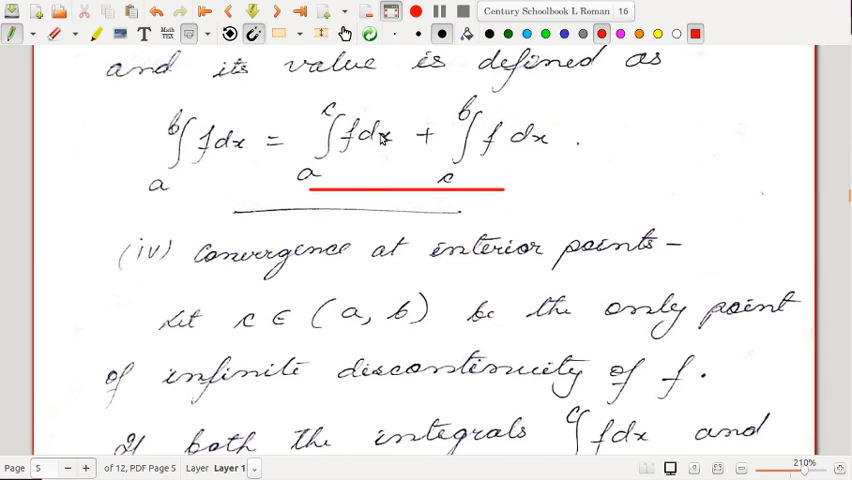 Century Schoolbook L Roman 16
T Math TEX
and its value is defined as
∫_a^b f dx = ∫_a^c f dx + ∫_c^b f dx .
(iv) Convergence at interior points –
Let c ∈ (a, b) be the only point
of infinite discontinuity of f.
If both the integrals ∫^c f dx and
Page 5 of 12, PDF Page 5 Layer Layer 1 210%